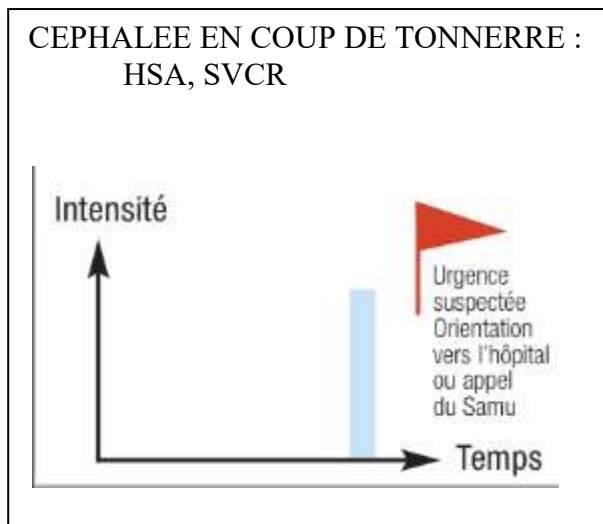 CEPHALEE EN COUP DE TONNERRE :
HSA, SVCR
Intensité
Urgence
suspectée
Orientation
vers l'hôpital
ou appel
du Samu
Temps